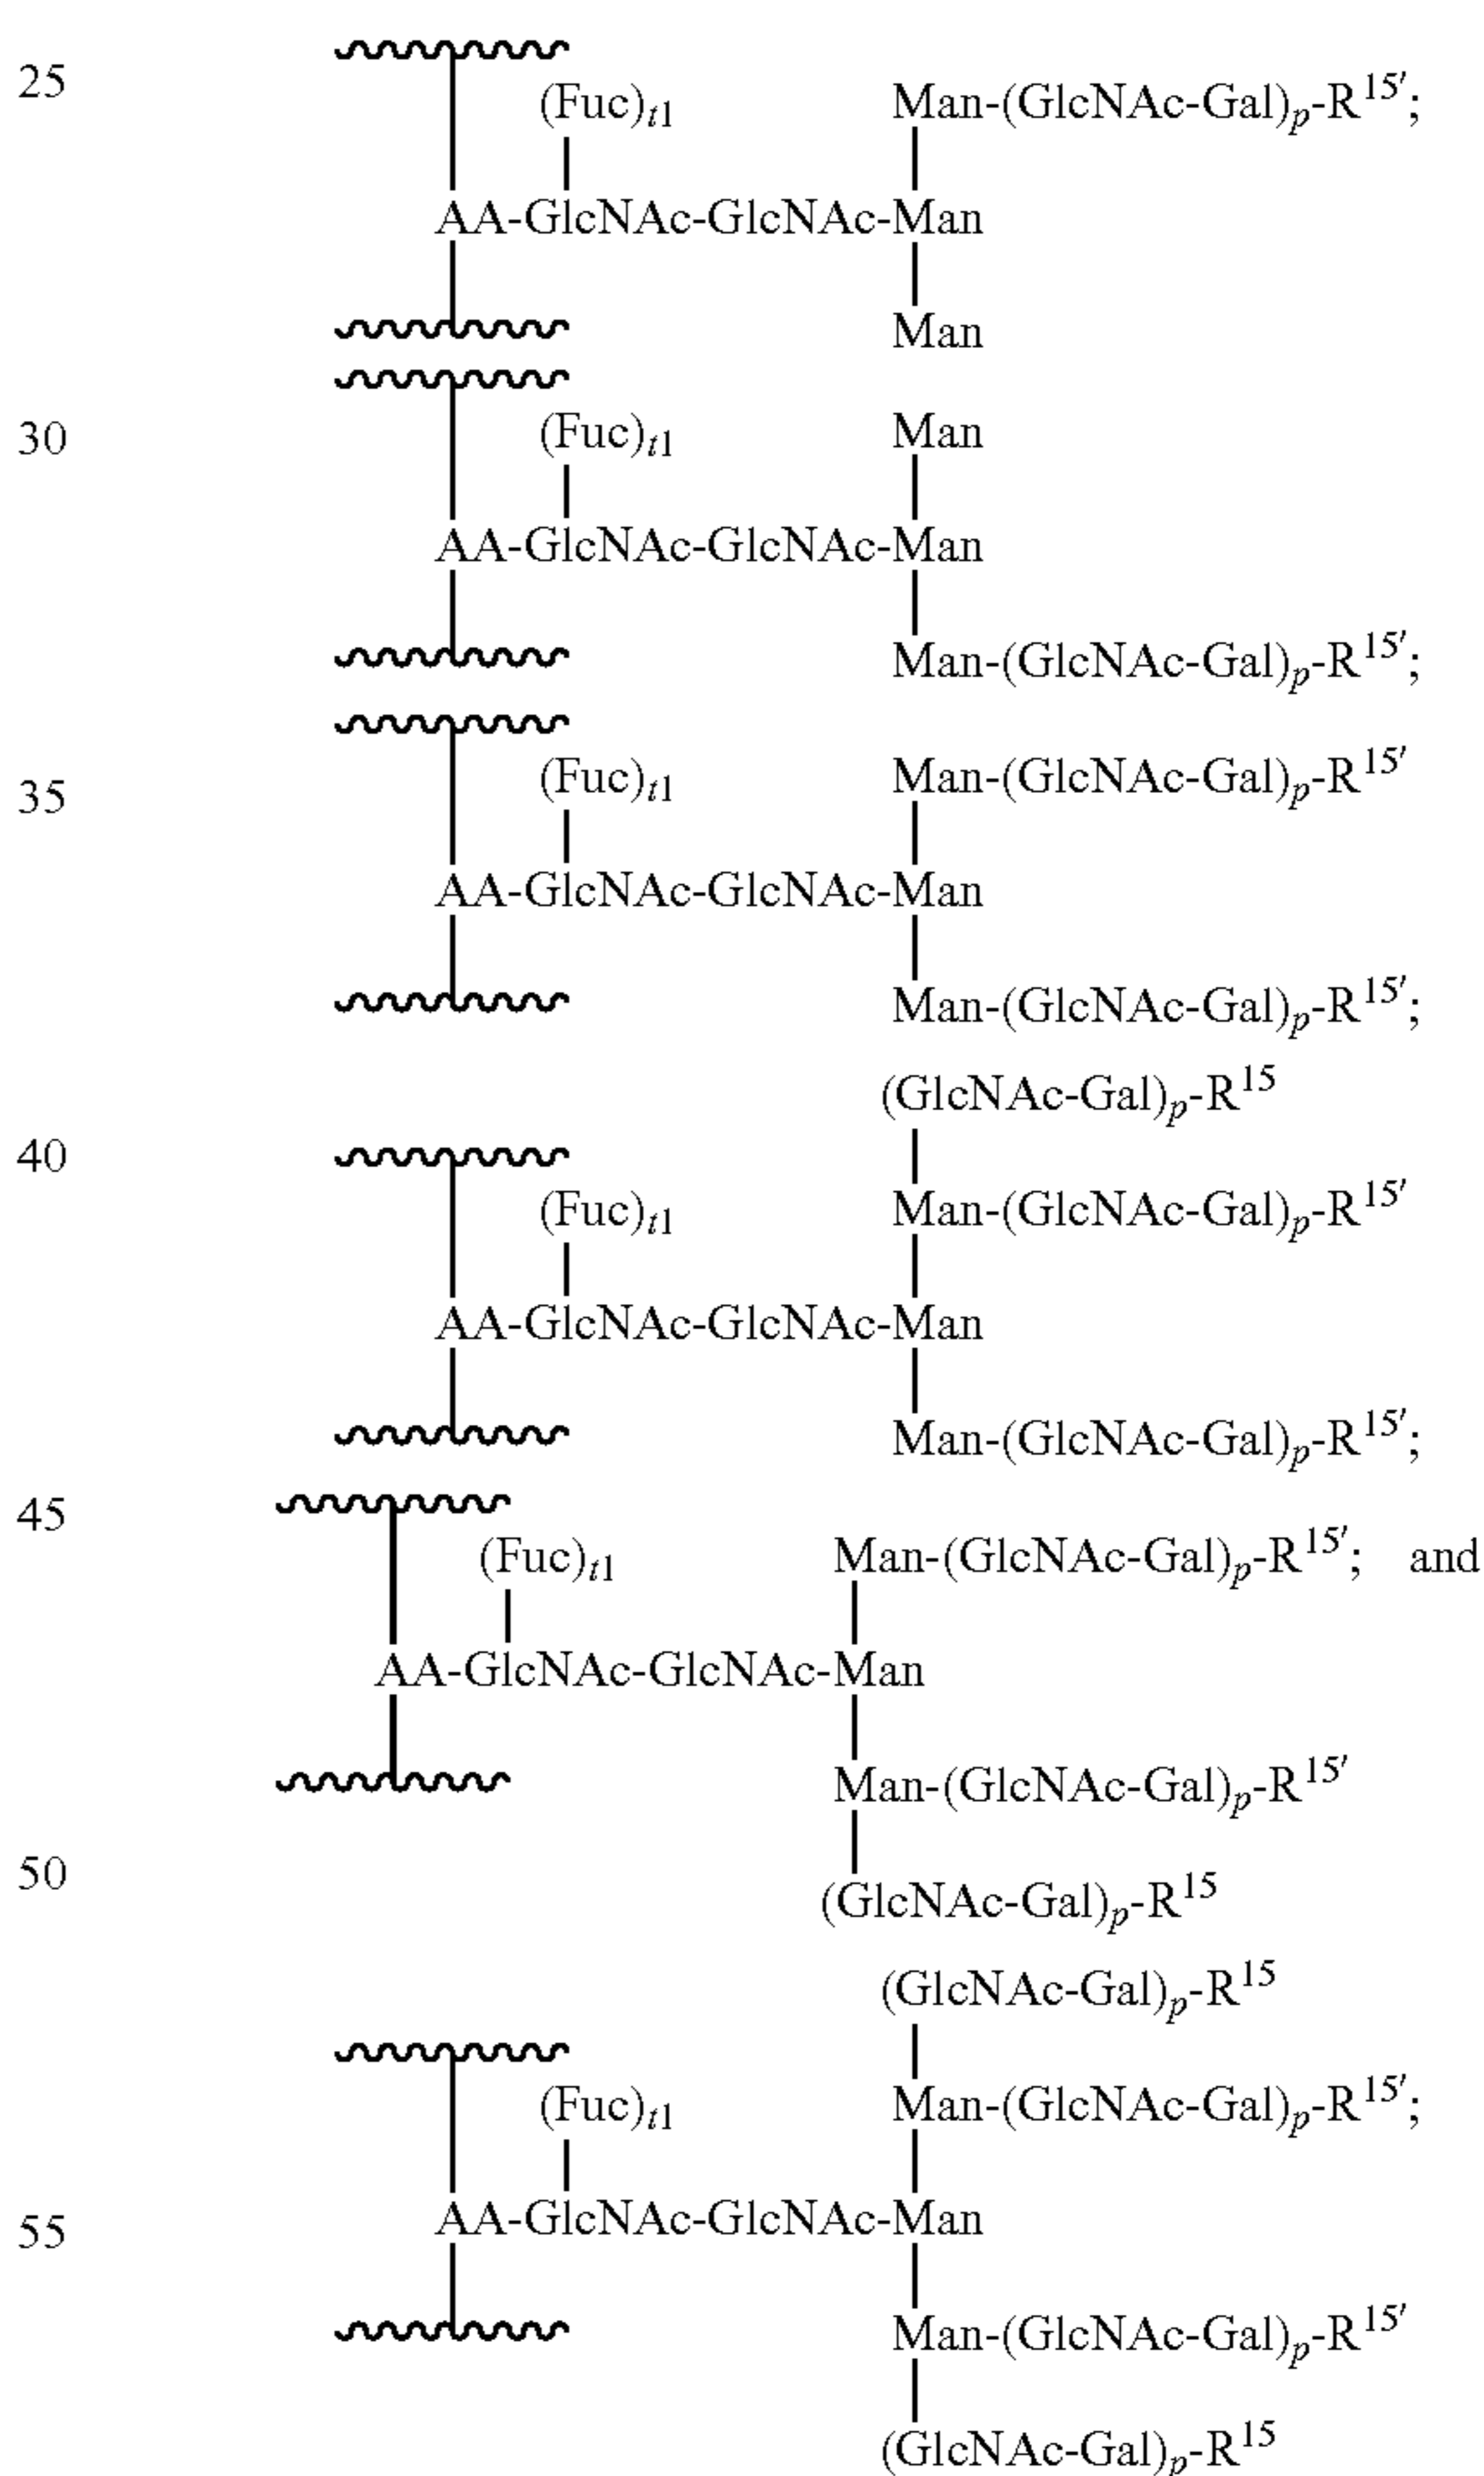 25
(Fuc)t1 Man-(GlcNAc-Gal)p-R15′;
AA-GlcNAc-GlcNAc-Man
Man
30
(Fuc)t1 Man
AA-GlcNAc-GlcNAc-Man
Man-(GlcNAc-Gal)p-R15′;
35
(Fuc)t1 Man-(GlcNAc-Gal)p-R15′
AA-GlcNAc-GlcNAc-Man
Man-(GlcNAc-Gal)p-R15′;
(GlcNAc-Gal)p-R15
40
(Fuc)t1 Man-(GlcNAc-Gal)p-R15′
AA-GlcNAc-GlcNAc-Man
Man-(GlcNAc-Gal)p-R15′;
45
(Fuc)t1 Man-(GlcNAc-Gal)p-R15′; and
AA-GlcNAc-GlcNAc-Man
Man-(GlcNAc-Gal)p-R15′
50
(GlcNAc-Gal)p-R15
(GlcNAc-Gal)p-R15
(Fuc)t1 Man-(GlcNAc-Gal)p-R15′;
55
AA-GlcNAc-GlcNAc-Man
Man-(GlcNAc-Gal)p-R15′
(GlcNAc-Gal)p-R15